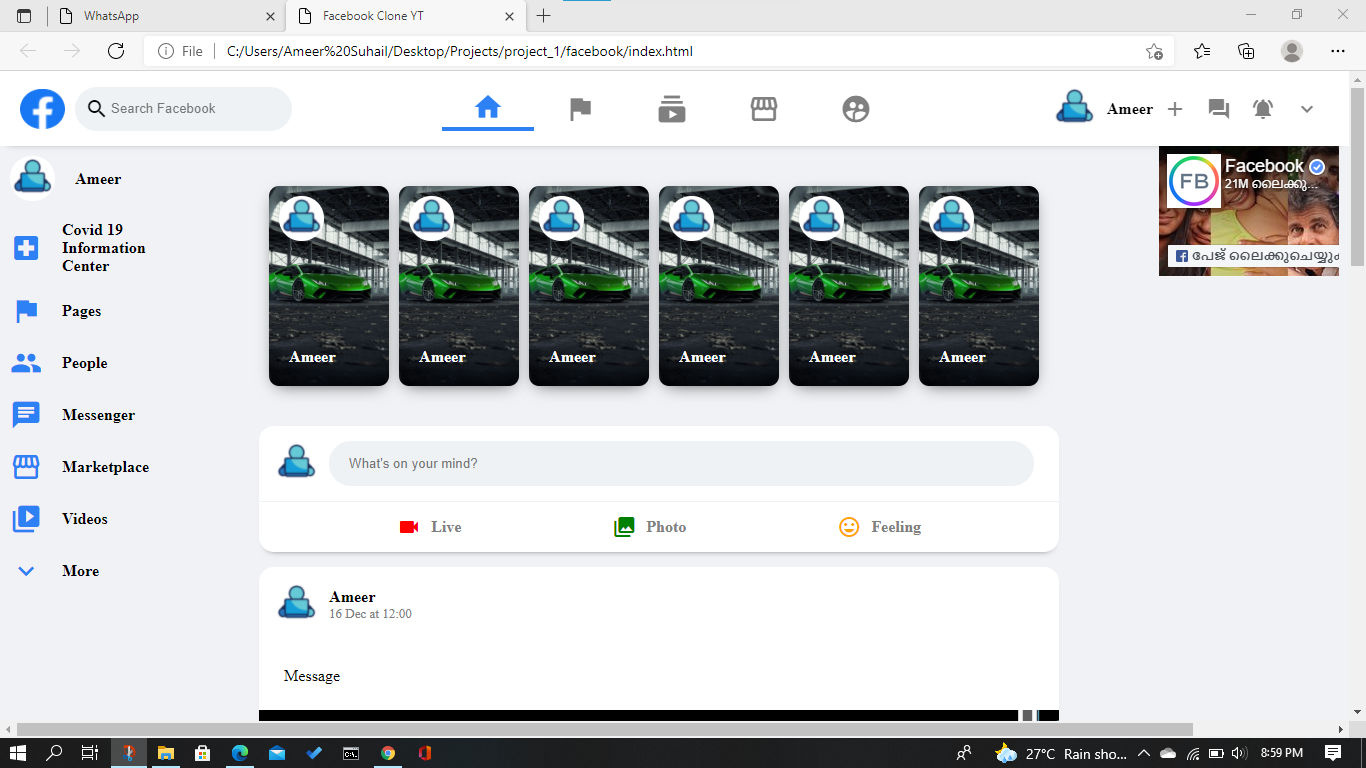 WhatsApp
Facebook Clone YT
File
C:/Users/Ameer%20Suhail/Desktop/Projects/project_1/facebook/index.html
Search Facebook
Ameer
Ameer
Covid 19
Information
Center
Pages
People
Messenger
Marketplace
Videos
More
Ameer Ameer Ameer Ameer Ameer Ameer
What's on your mind?
Live Photo Feeling
Ameer
16 Dec at 12:00
Message
FB
Facebook
21M ലൈക്കു...
പേജ് ലൈക്കുചെയ്യുക
27°C Rain sho...
8:59 PM